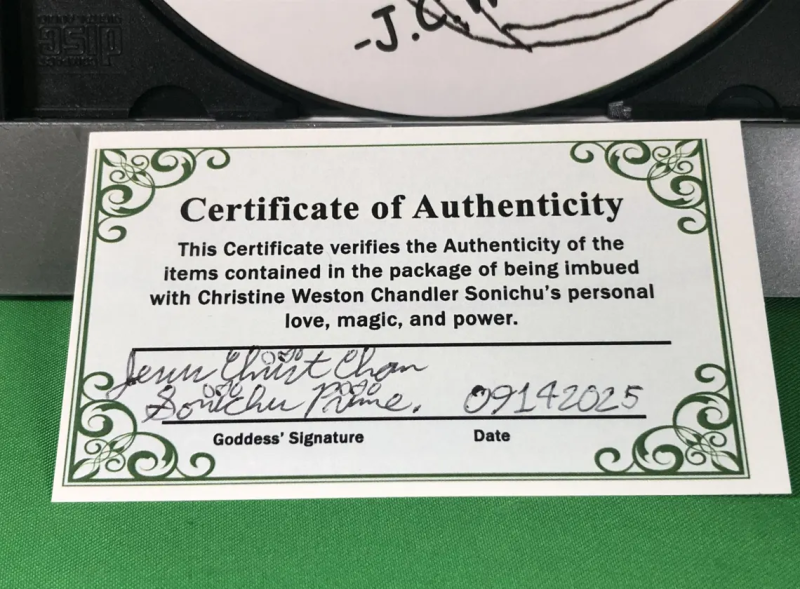 disc
-J.C.
Certificate of Authenticity
This Certificate verifies the Authenticity of the
items contained in the package of being imbued
with Christine Weston Chandler Sonichu's personal
love, magic, and power.
Jesus Christ Chan
Sonichu Prime. 09142025
Goddess' Signature Date